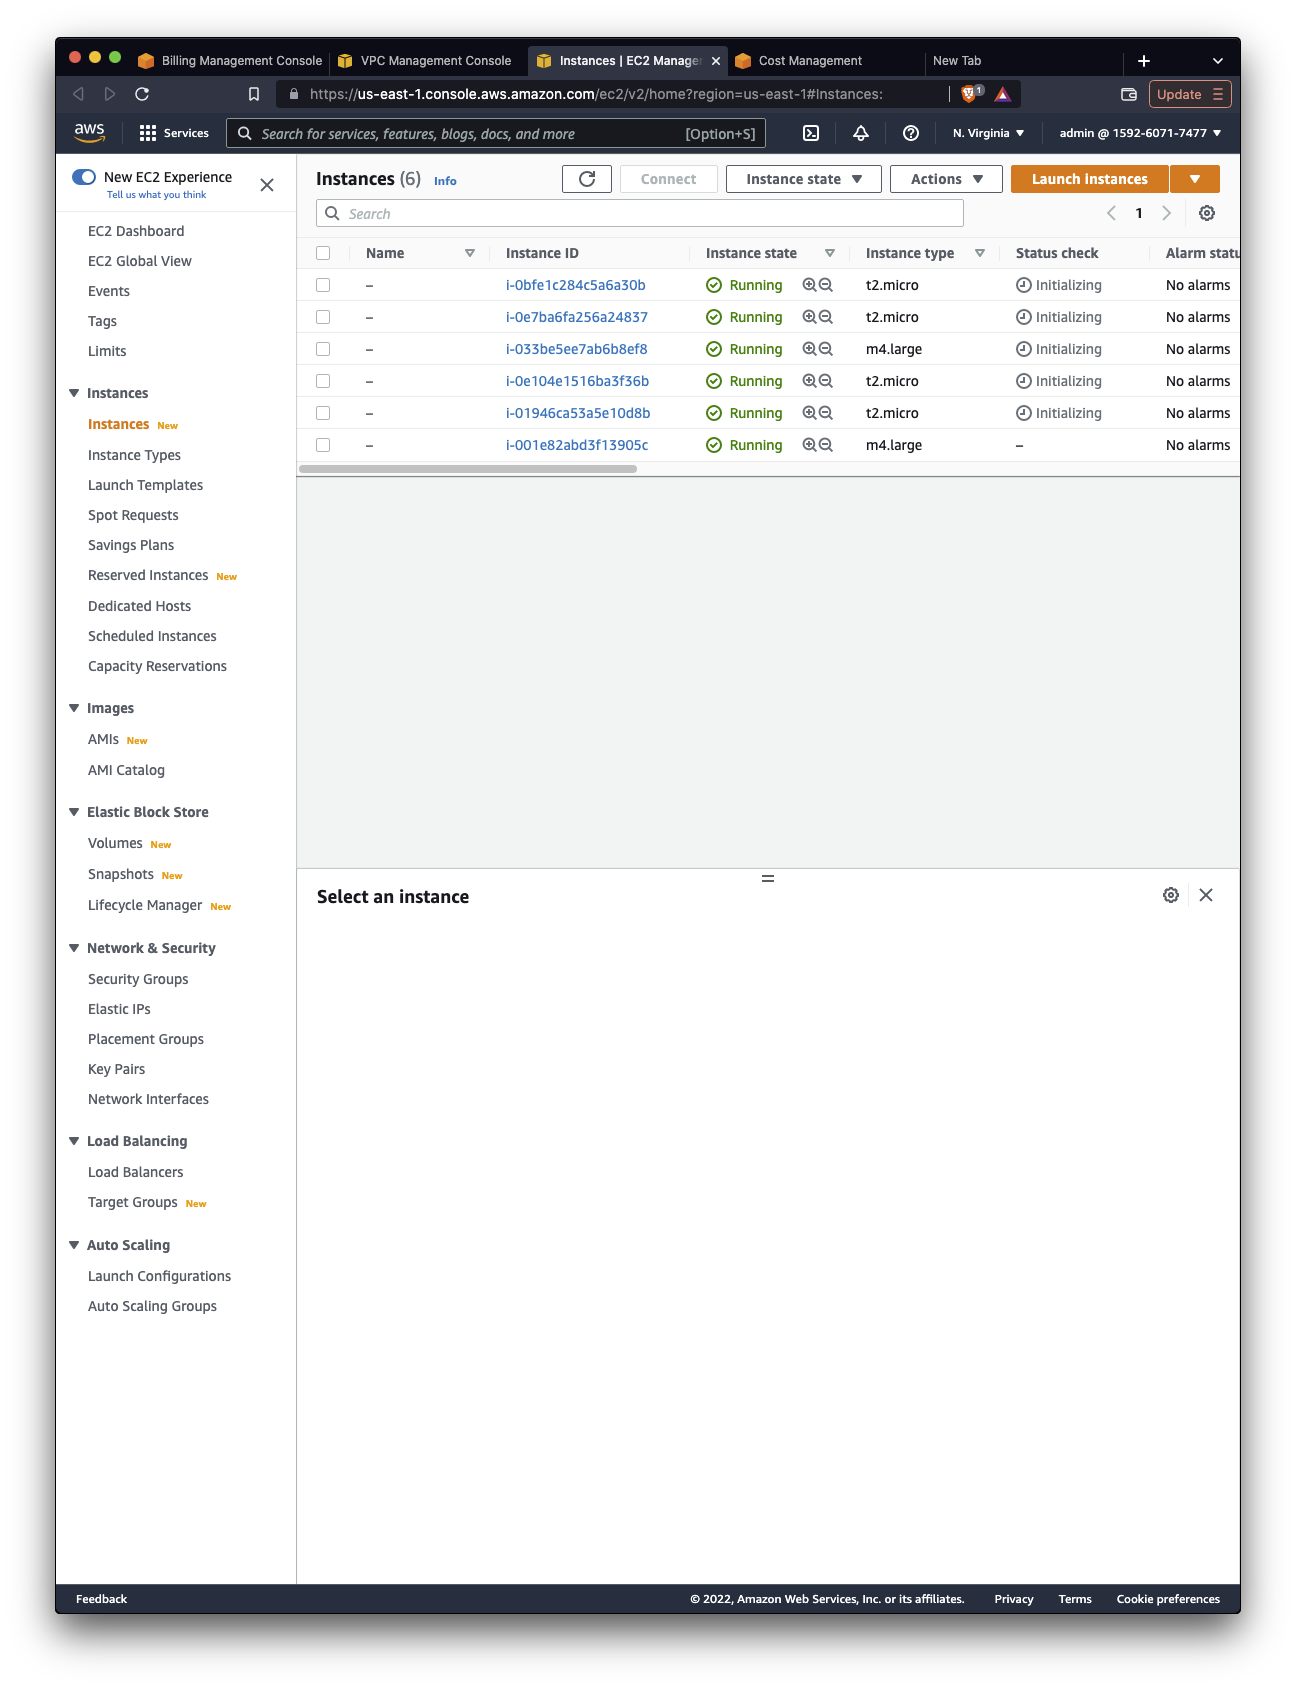 Billing Management Console
VPC Management Console
Instances | EC2 Manager
Cost Management
New Tab
https://us-east-1.console.aws.amazon.com/ec2/v2/home?region=us-east-1#Instances:
1
Update
aws
Services
Search for services, features, blogs, docs, and more
[Option+S]
N. Virginia
admin @ 1592-6071-7477
New EC2 Experience
Tell us what you think
EC2 Dashboard
EC2 Global View
Events
Tags
Limits
Instances
Instances New
Instance Types
Launch Templates
Spot Requests
Savings Plans
Reserved Instances New
Dedicated Hosts
Scheduled Instances
Capacity Reservations
Images
AMIs New
AMI Catalog
Elastic Block Store
Volumes New
Snapshots New
Lifecycle Manager New
Network & Security
Security Groups
Elastic IPs
Placement Groups
Key Pairs
Network Interfaces
Load Balancing
Load Balancers
Target Groups New
Auto Scaling
Launch Configurations
Auto Scaling Groups
Instances (6) Info
Connect
Instance state
Actions
Launch instances
Search
1
Name Instance ID Instance state Instance type Status check Alarm statu
– i-0bfe1c284c5a6a30b Running t2.micro Initializing No alarms
– i-0e7ba6fa256a24837 Running t2.micro Initializing No alarms
– i-033be5ee7ab6b8ef8 Running m4.large Initializing No alarms
– i-0e104e1516ba3f36b Running t2.micro Initializing No alarms
– i-01946ca53a5e10d8b Running t2.micro Initializing No alarms
– i-001e82abd3f13905c Running m4.large – No alarms
Select an instance
Feedback
© 2022, Amazon Web Services, Inc. or its affiliates.
Privacy
Terms
Cookie preferences